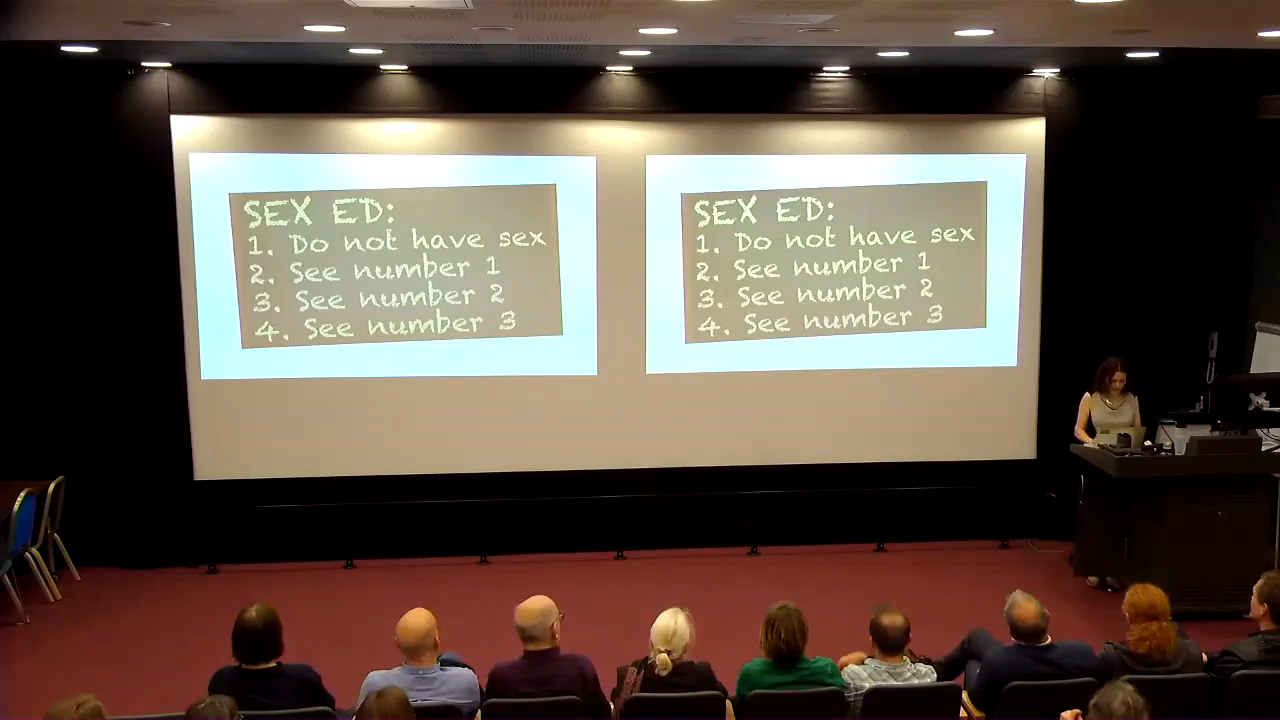 SEX ED:
1. Do not have sex
2. See number 1
3. See number 2
4. See number 3
SEX ED:
1. Do not have sex
2. See number 1
3. See number 2
4. See number 3